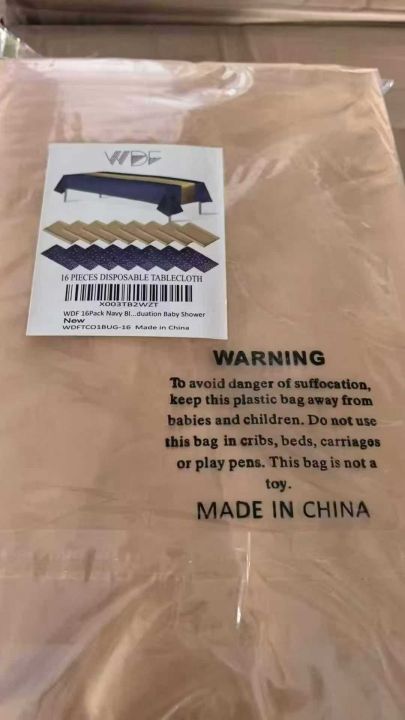 WDF
16 PIECES DISPOSABLE TABLECLOTH
X003TB2WZT
WDF 16Pack Navy Bl...duation Baby Shower
New
WDFTCO1BUG-16 Made in China
WARNING
To avoid danger of suffocation,
keep this plastic bag away from
babies and children. Do not use
this bag in cribs, beds, carriages
or play pens. This bag is not a
toy.
MADE IN CHINA